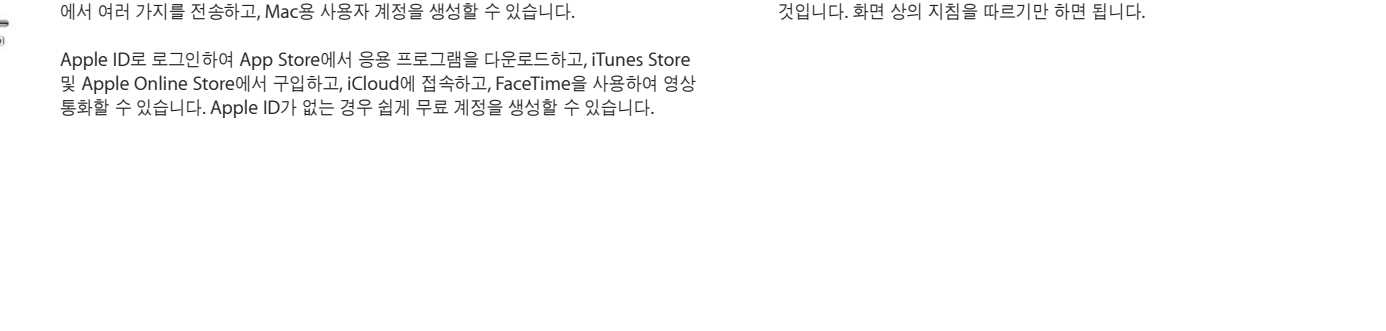 에서 여러 가지를 전송하고, Mac용 사용자 계정을 생성할 수 있습니다.
Apple ID로 로그인하여 App Store에서 응용 프로그램을 다운로드하고, iTunes Store
및 Apple Online Store에서 구입하고, iCloud에 접속하고, FaceTime을 사용하여 영상
통화할 수 있습니다. Apple ID가 없는 경우 쉽게 무료 계정을 생성할 수 있습니다.
것입니다. 화면 상의 지침을 따르기만 하면 됩니다.